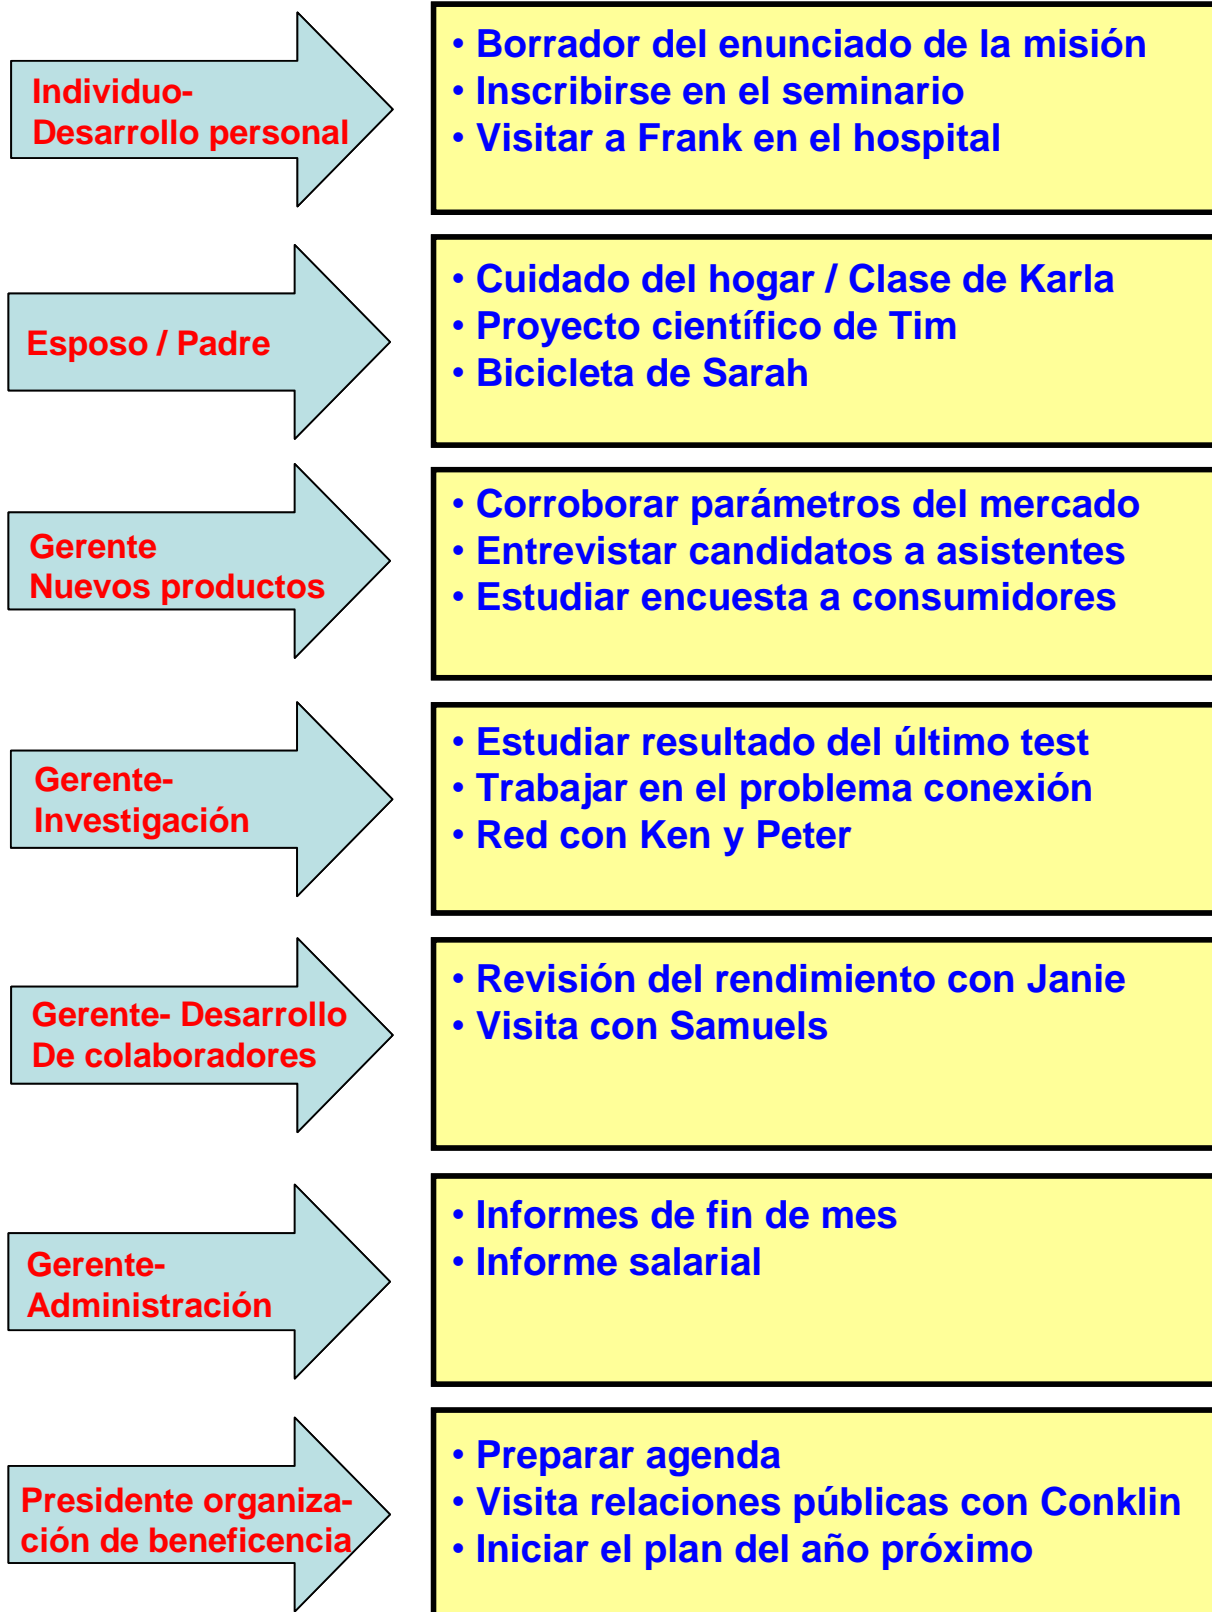 Individuo-
Desarrollo personal
• Borrador del enunciado de la misión
• Inscribirse en el seminario
• Visitar a Frank en el hospital
Esposo / Padre
• Cuidado del hogar / Clase de Karla
• Proyecto científico de Tim
• Bicicleta de Sarah
Gerente
Nuevos productos
• Corroborar parámetros del mercado
• Entrevistar candidatos a asistentes
• Estudiar encuesta a consumidores
Gerente-
Investigación
• Estudiar resultado del último test
• Trabajar en el problema conexión
• Red con Ken y Peter
Gerente- Desarrollo
De colaboradores
• Revisión del rendimiento con Janie
• Visita con Samuels
Gerente-
Administración
• Informes de fin de mes
• Informe salarial
Presidente organiza-
ción de beneficencia
• Preparar agenda
• Visita relaciones públicas con Conklin
• Iniciar el plan del año próximo